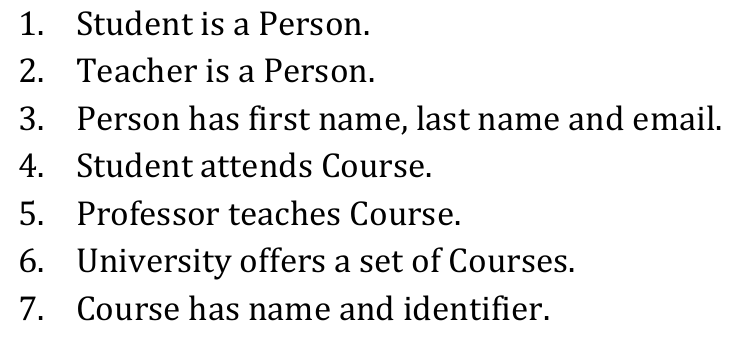 1. Student is a Person.
2. Teacher is a Person.
3. Person has first name, last name and email.
4. Student attends Course.
5. Professor teaches Course.
6. University offers a set of Courses.
7. Course has name and identifier.